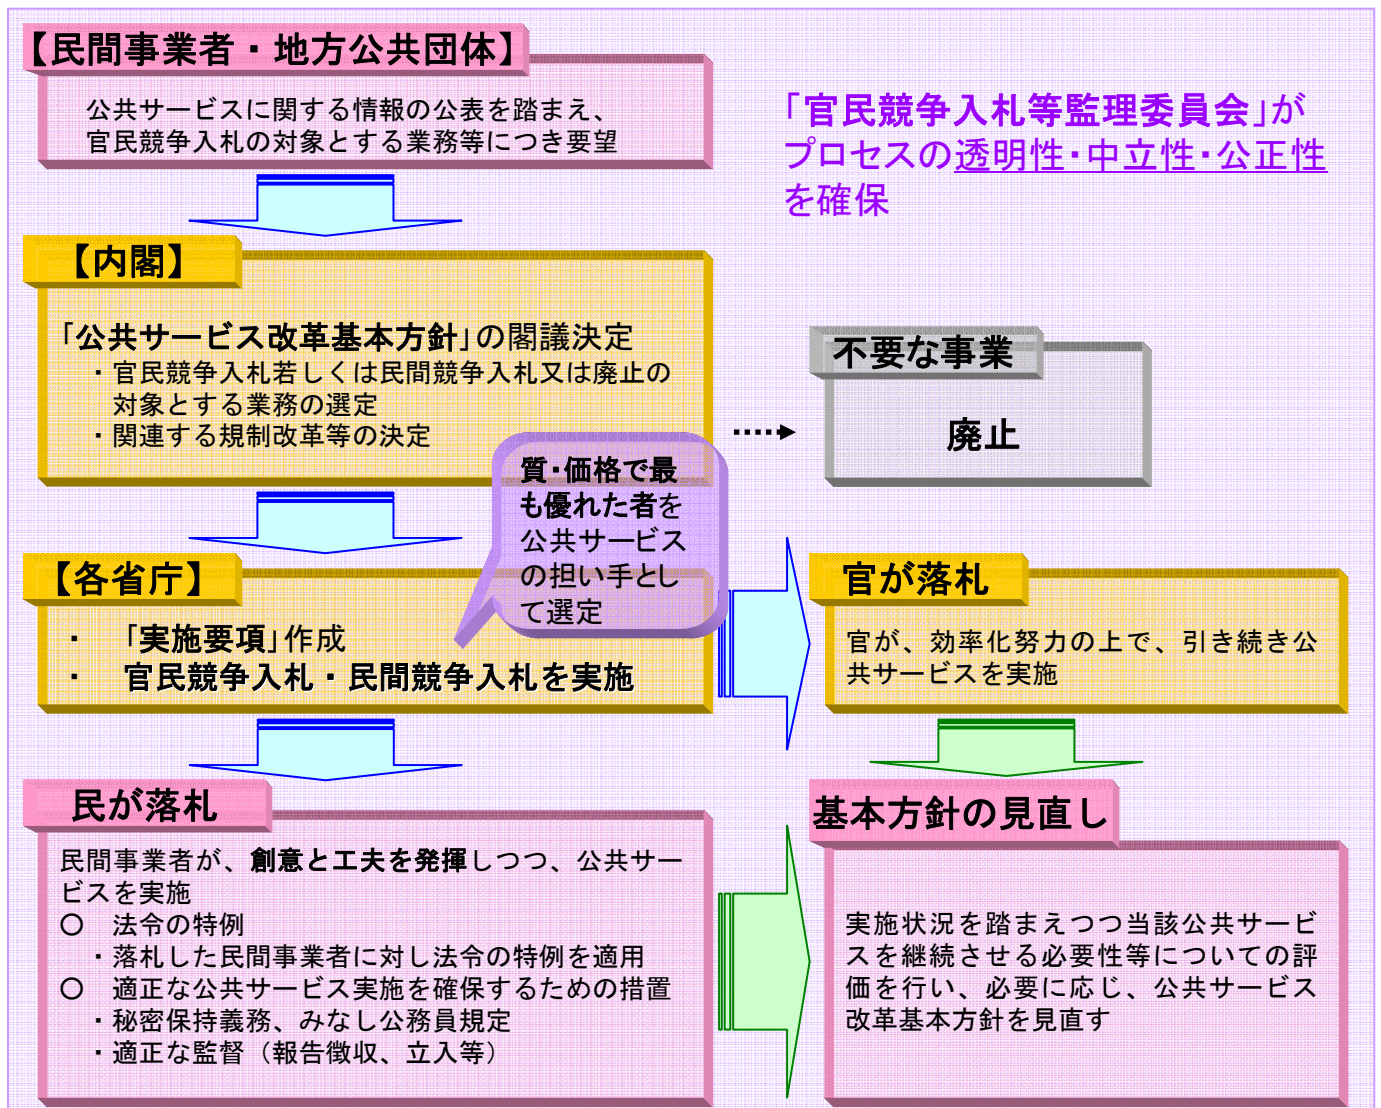 【民間事業者・地方公共団体】
公共サービスに関する情報の公表を踏まえ、
官民競争入札の対象とする業務等につき要望
「官民競争入札等監理委員会」が
プロセスの透明性・中立性・公正性
を確保
【内閣】
「公共サービス改革基本方針」の閣議決定
・官民競争入札若しくは民間競争入札又は廃止の
対象とする業務の選定
・関連する規制改革等の決定
不要な事業
廃止
質・価格で最
も優れた者を
公共サービス
の担い手とし
て選定
【各省庁】
・ 「実施要項」作成
・ 官民競争入札・民間競争入札を実施
官が落札
官が、効率化努力の上で、引き続き公
共サービスを実施
民が落札
民間事業者が、創意と工夫を発揮しつつ、公共サー
ビスを実施
〇 法令の特例
・落札した民間事業者に対し法令の特例を適用
〇 適正な公共サービス実施を確保するための措置
・秘密保持義務、みなし公務員規定
・適正な監督（報告徴収、立入等）
基本方針の見直し
実施状況を踏まえつつ当該公共サービ
スを継続させる必要性等についての評
価を行い、必要に応じ、公共サービス
改革基本方針を見直す